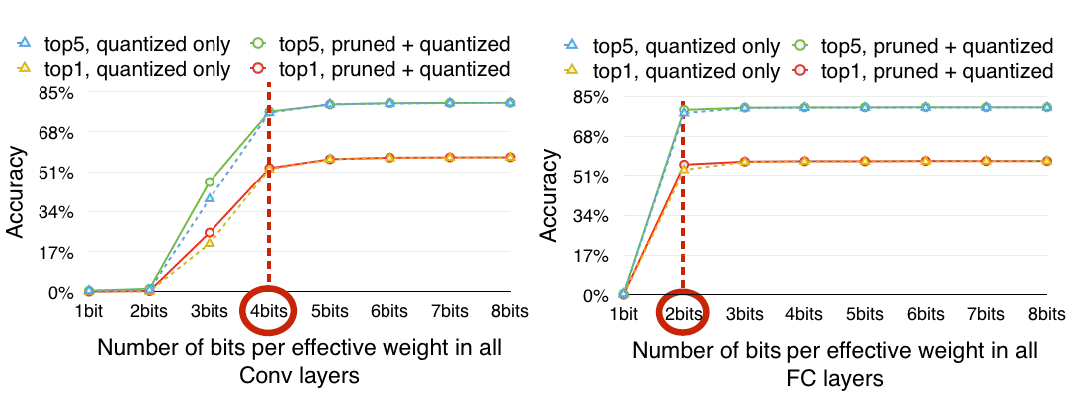 top5, quantized only
top5, pruned + quantized
top1, quantized only
top1, pruned + quantized
85%
68%
51%
34%
17%
0%
Accuracy
1bit 2bits 3bits 4bits 5bits 6bits 7bits 8bits
Number of bits per effective weight in all
Conv layers
top5, quantized only
top5, pruned + quantized
top1, quantized only
top1, pruned + quantized
85%
68%
51%
34%
17%
0%
Accuracy
1bit 2bits 3bits 4bits 5bits 6bits 7bits 8bits
Number of bits per effective weight in all
FC layers